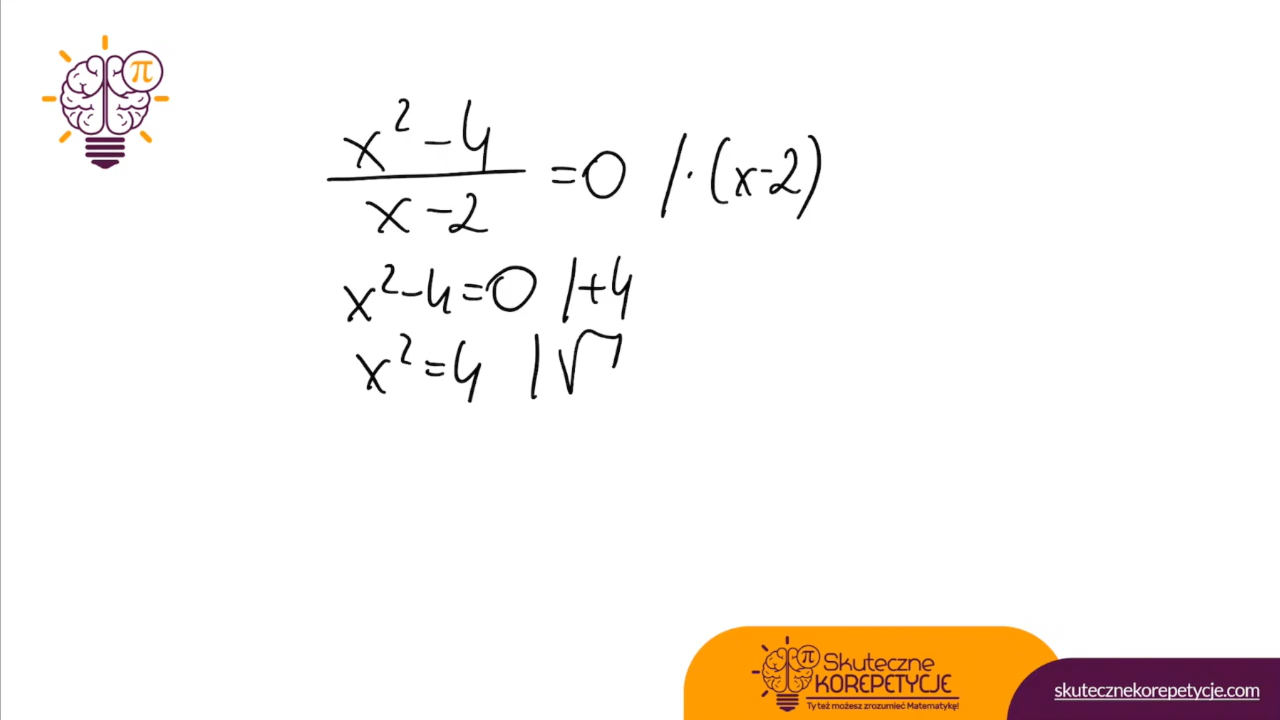 π
x² - 4
x - 2
= 0 / · (x - 2)
x² - 4 = 0 / + 4
x² = 4 | √
π
Skuteczne
KOREPETYCJE
Ty też możesz zrozumieć Matematykę!
skutecznekorepetycje.com